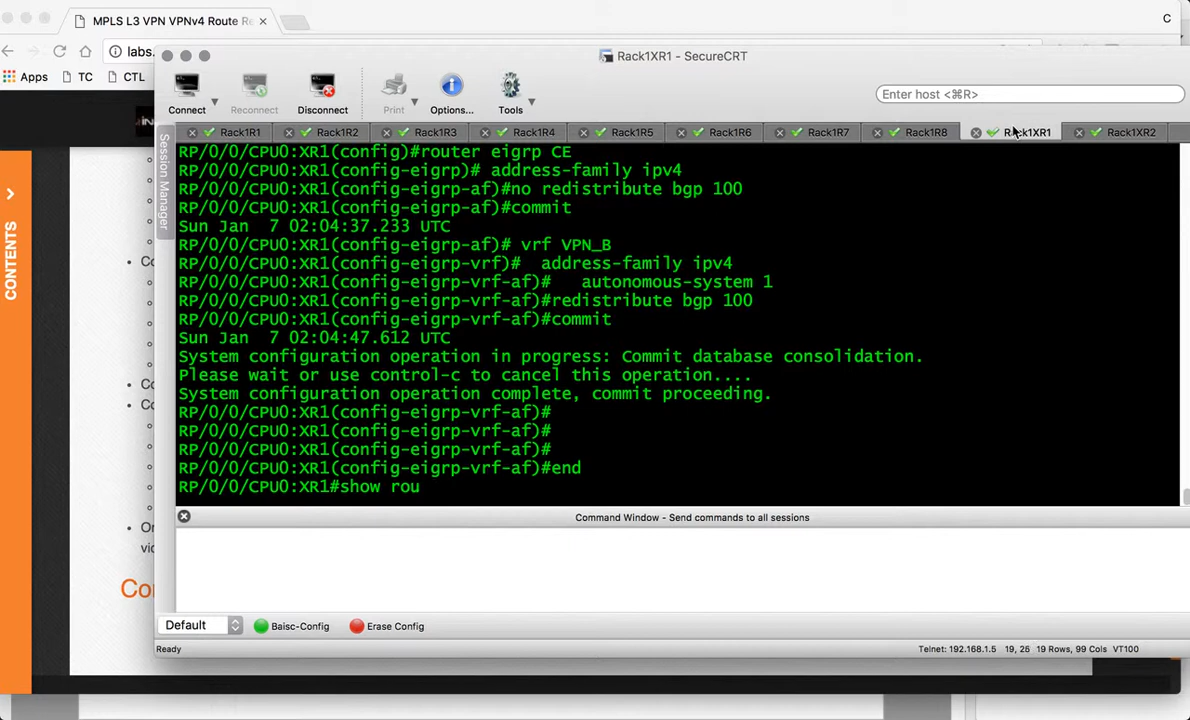 MPLS L3 VPN VPNv4 Route Re
C
labs.
Rack1XR1 - SecureCRT
Apps
TC
CTL
Connect
Reconnect
Disconnect
Print
Options...
Tools
Enter host <⌘R>
Rack1R1
Rack1R2
Rack1R3
Rack1R4
Rack1R5
Rack1R6
Rack1R7
Rack1R8
Rack1XR1
Rack1XR2
Session Manager
CONTENTS
RP/0/0/CPU0:XR1(config)#router eigrp CE
RP/0/0/CPU0:XR1(config-eigrp)# address-family ipv4
RP/0/0/CPU0:XR1(config-eigrp-af)#no redistribute bgp 100
RP/0/0/CPU0:XR1(config-eigrp-af)#commit
Sun Jan  7 02:04:37.233 UTC
RP/0/0/CPU0:XR1(config-eigrp-af)# vrf VPN_B
RP/0/0/CPU0:XR1(config-eigrp-vrf)#  address-family ipv4
RP/0/0/CPU0:XR1(config-eigrp-vrf-af)#   autonomous-system 1
RP/0/0/CPU0:XR1(config-eigrp-vrf-af)#redistribute bgp 100
RP/0/0/CPU0:XR1(config-eigrp-vrf-af)#commit
Sun Jan  7 02:04:47.612 UTC
System configuration operation in progress: Commit database consolidation.
Please wait or use control-c to cancel this operation....
System configuration operation complete, commit proceeding.
RP/0/0/CPU0:XR1(config-eigrp-vrf-af)#
RP/0/0/CPU0:XR1(config-eigrp-vrf-af)#
RP/0/0/CPU0:XR1(config-eigrp-vrf-af)#
RP/0/0/CPU0:XR1(config-eigrp-vrf-af)#end
RP/0/0/CPU0:XR1#show rou
Command Window - Send commands to all sessions
Default
Baisc-Config
Erase Config
Ready
Telnet: 192.168.1.5
19, 25
19 Rows, 99 Cols
VT100
Co
Co
Co
On
vic
Co